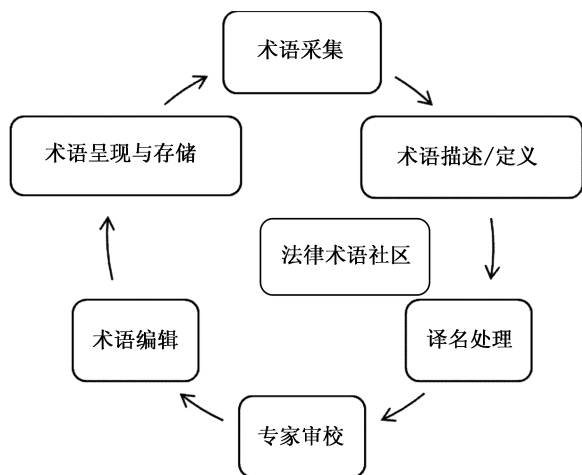 术语采集
术语呈现与存储
术语描述/定义
法律术语社区
术语编辑
译名处理
专家审校